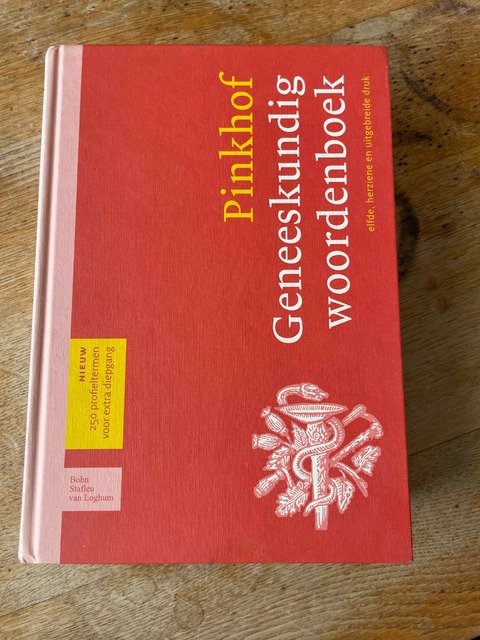 Pinkhof
Geneeskundig
woordenboek
elfde, herziene en uitgebreide druk
NIEUW
250 profieltermen
voor extra diepgang
Bohn
Stafleu
van Loghum